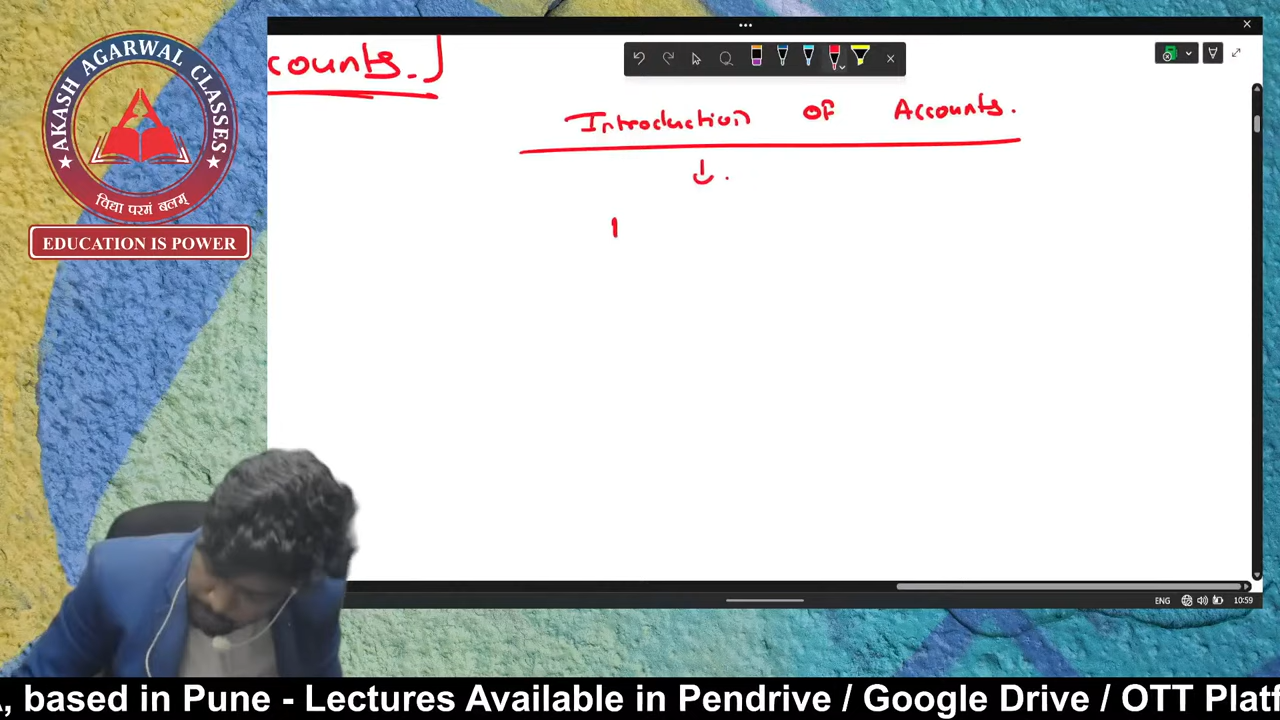 AKASH AGARWAL CLASSES
विद्या परमं बलम्
EDUCATION IS POWER
counts.]
Introduction of Accounts.
1
ENG
10:59
A, based in Pune - Lectures Available in Pendrive / Google Drive / OTT Platf